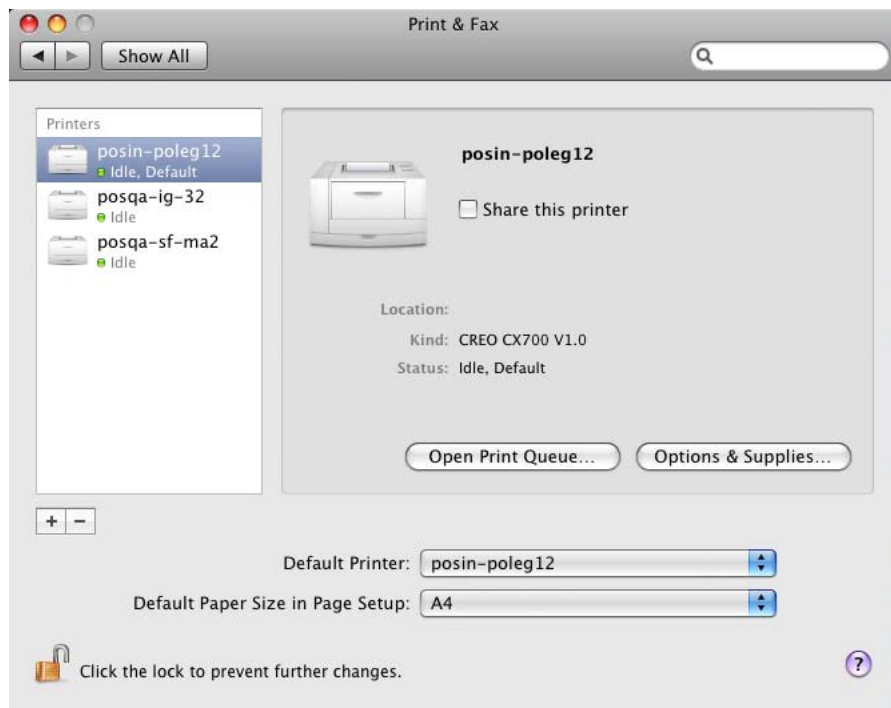 Print & Fax
Show All
Printers
posin-poleg12
Idle, Default
posqa-ig-32
Idle
posqa-sf-ma2
Idle
posin-poleg12
Share this printer
Location:
Kind: CREO CX700 V1.0
Status: Idle, Default
Open Print Queue...
Options & Supplies...
+ −
Default Printer: posin-poleg12
Default Paper Size in Page Setup: A4
Click the lock to prevent further changes.
?